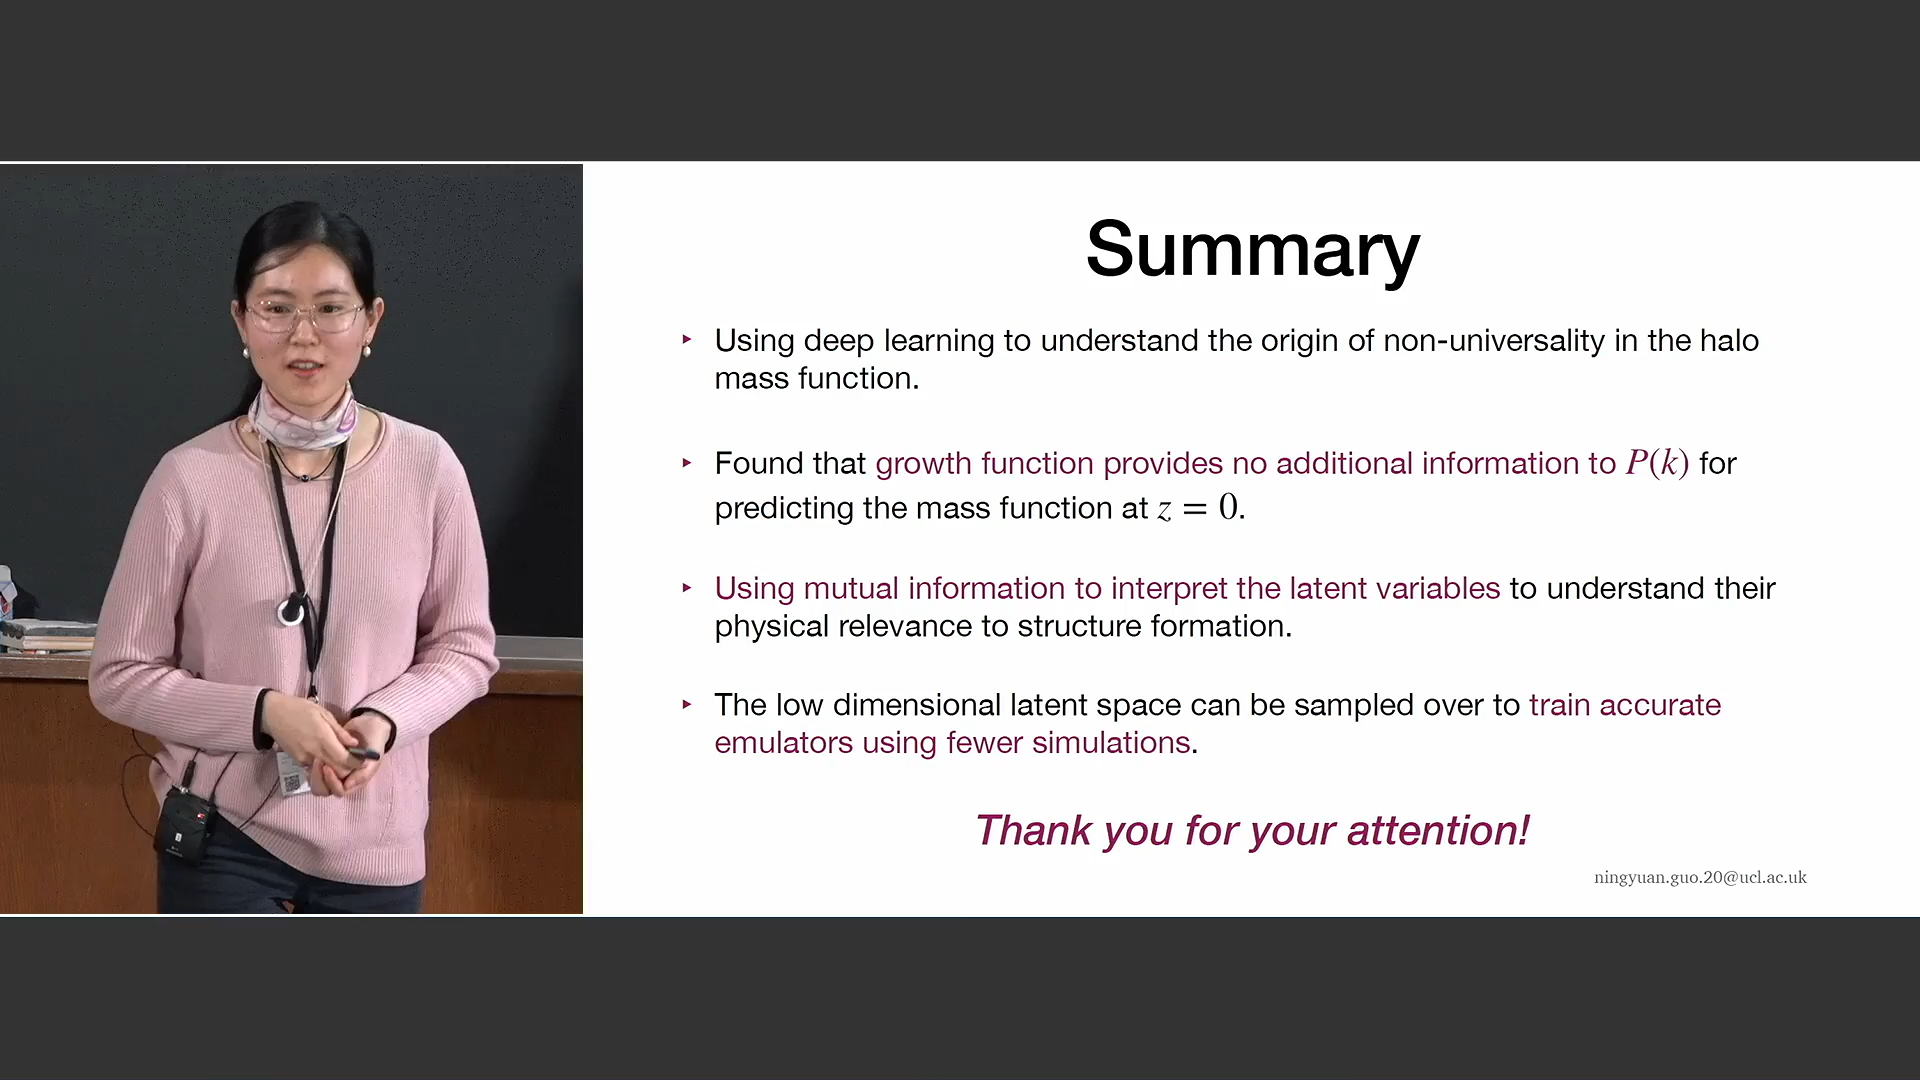 Summary
‣ Using deep learning to understand the origin of non-universality in the halo
mass function.
‣ Found that growth function provides no additional information to P(k) for
predicting the mass function at z = 0.
‣ Using mutual information to interpret the latent variables to understand their
physical relevance to structure formation.
‣ The low dimensional latent space can be sampled over to train accurate
emulators using fewer simulations.
Thank you for your attention!
ningyuan.guo.20@ucl.ac.uk